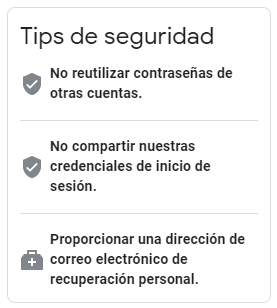 Tips de seguridad
No reutilizar contraseñas de
otras cuentas.
No compartir nuestras
credenciales de inicio de
sesión.
Proporcionar una dirección de
correo electrónico de
recuperación personal.